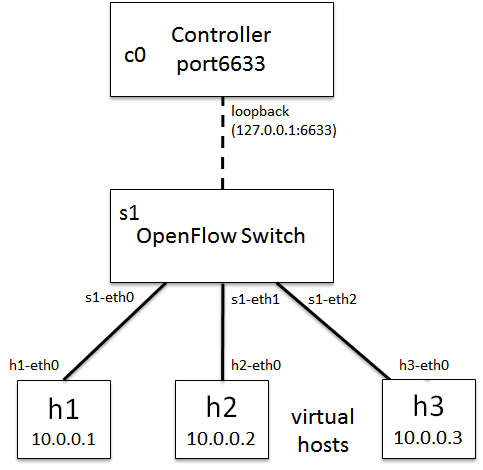 Controller
c0
port6633
loopback
(127.0.0.1:6633)
s1
OpenFlow Switch
s1-eth0
s1-eth1
s1-eth2
h1-eth0
h2-eth0
h3-eth0
h1
10.0.0.1
h2
10.0.0.2
virtual
hosts
h3
10.0.0.3